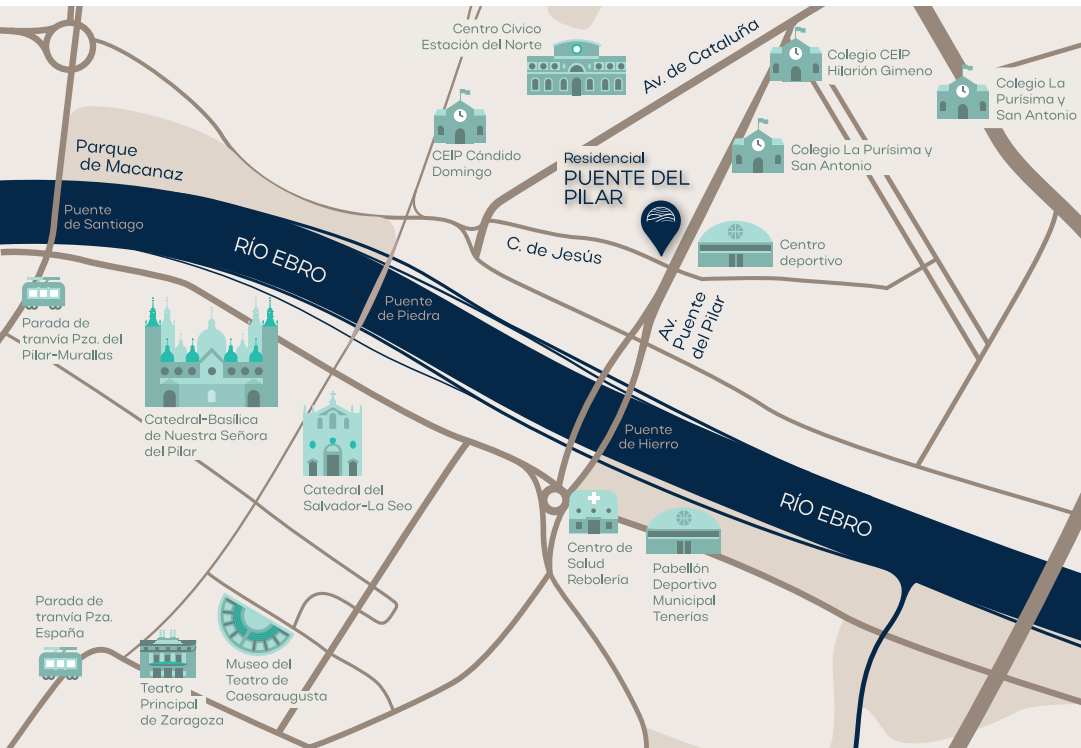 Centro Cívico
Estación del Norte
Av. de Cataluña
Colegio CEIP
Hilarión Gimeno
Colegio La
Purísima y
San Antonio
Parque
de Macanaz
CEIP Cándido
Domingo
Residencial
PUENTE DEL
PILAR
Colegio La Purísima y
San Antonio
Puente
de Santiago
RÍO EBRO
C. de Jesús
Centro
deportivo
Puente
de Piedra
Av.
Puente
del Pilar
Parada de
tranvía Pza. del
Pilar-Murallas
Catedral-Basílica
de Nuestra Señora
del Pilar
Puente
de Hierro
Catedral del
Salvador-La Seo
RÍO EBRO
Centro de
Salud
Rebolería
Pabellón
Deportivo
Municipal
Tenerías
Parada de
tranvía Pza.
España
Museo del
Teatro de
Caesaraugusta
Teatro
Principal
de Zaragoza